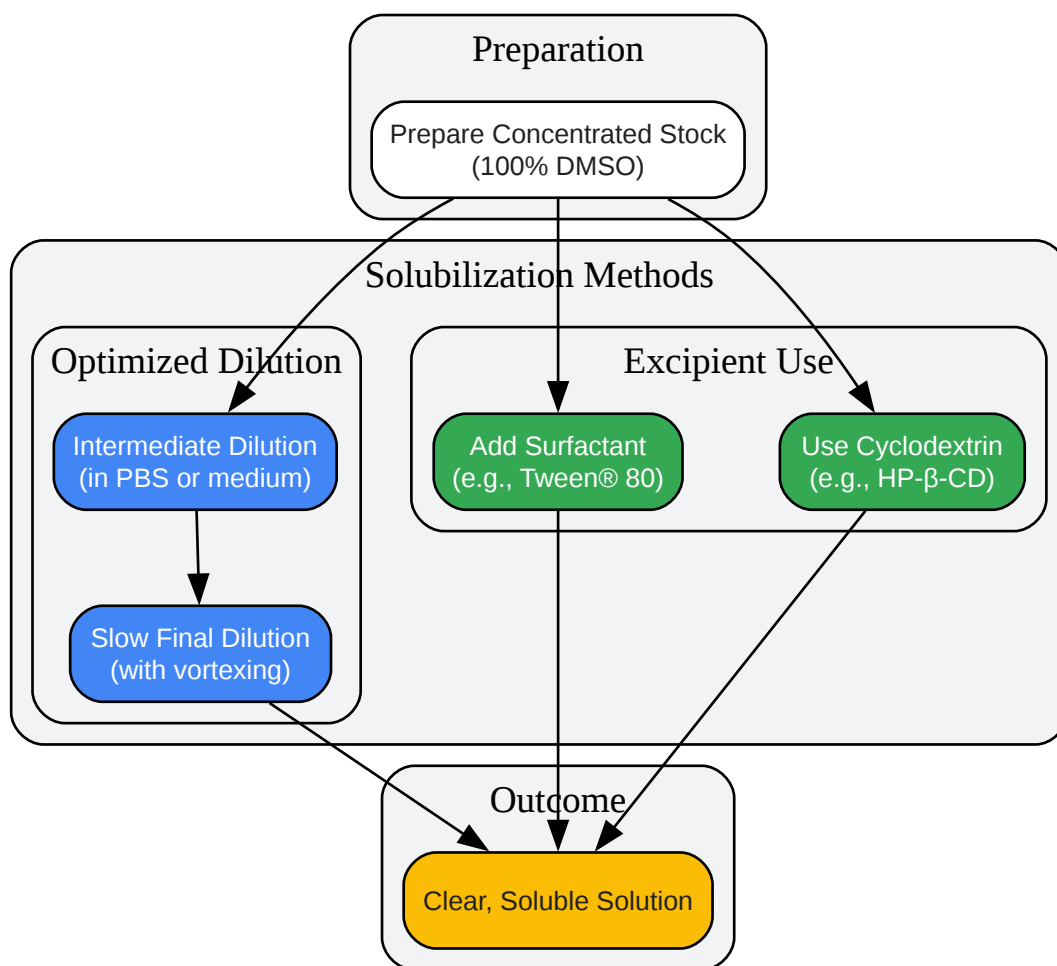 Preparation
Prepare Concentrated Stock
(100% DMSO)
Solubilization Methods
Optimized Dilution
Excipient Use
Intermediate Dilution
(in PBS or medium)
Add Surfactant
(e.g., Tween® 80)
Use Cyclodextrin
(e.g., HP-β-CD)
Slow Final Dilution
(with vortexing)
Outcome
Clear, Soluble Solution